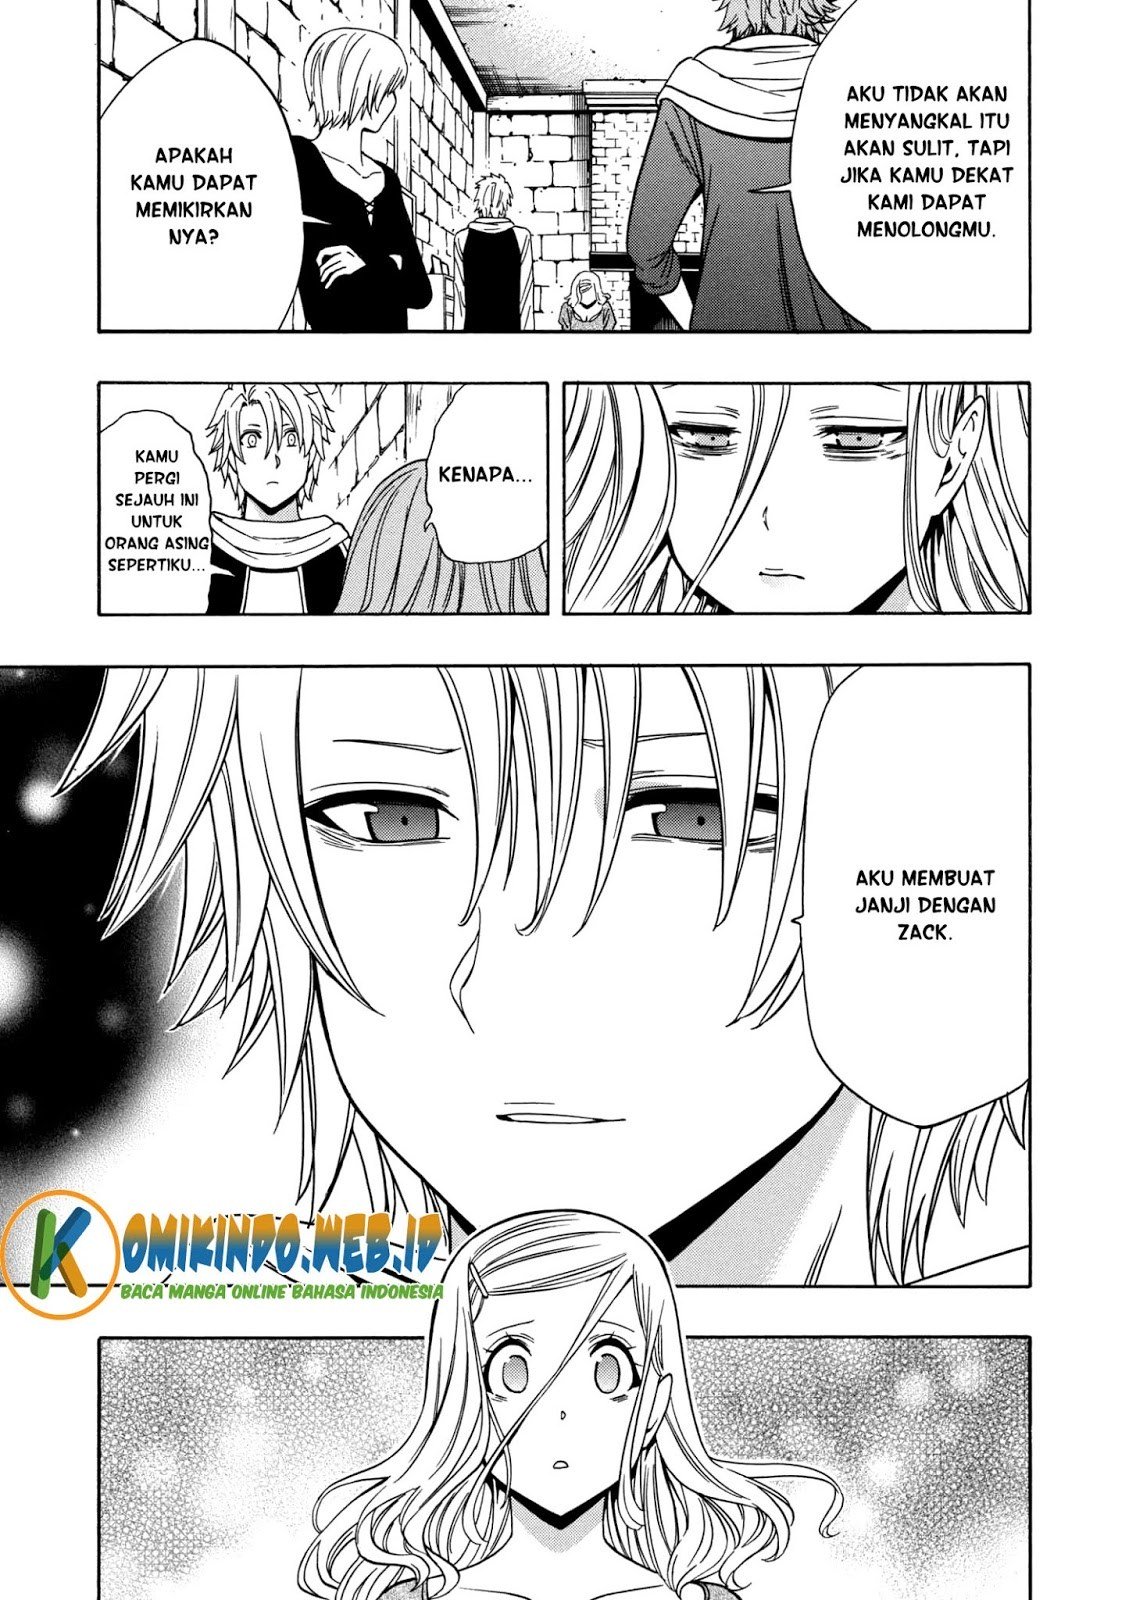 AKU TIDAK AKAN
MENYANGKAL ITU
AKAN SULIT, TAPI
JIKA KAMU DEKAT
KAMI DAPAT
MENOLONGMU.
APAKAH
KAMU DAPAT
MEMIKIRKAN
NYA?
KENAPA...
KAMU
PERGI
SEJAUH INI
UNTUK
ORANG ASING
SEPERTIKU...
AKU MEMBUAT
JANJI DENGAN
ZACK.
KOMIKINDO.WEB.ID
BACA MANGA ONLINE BAHASA INDONESIA